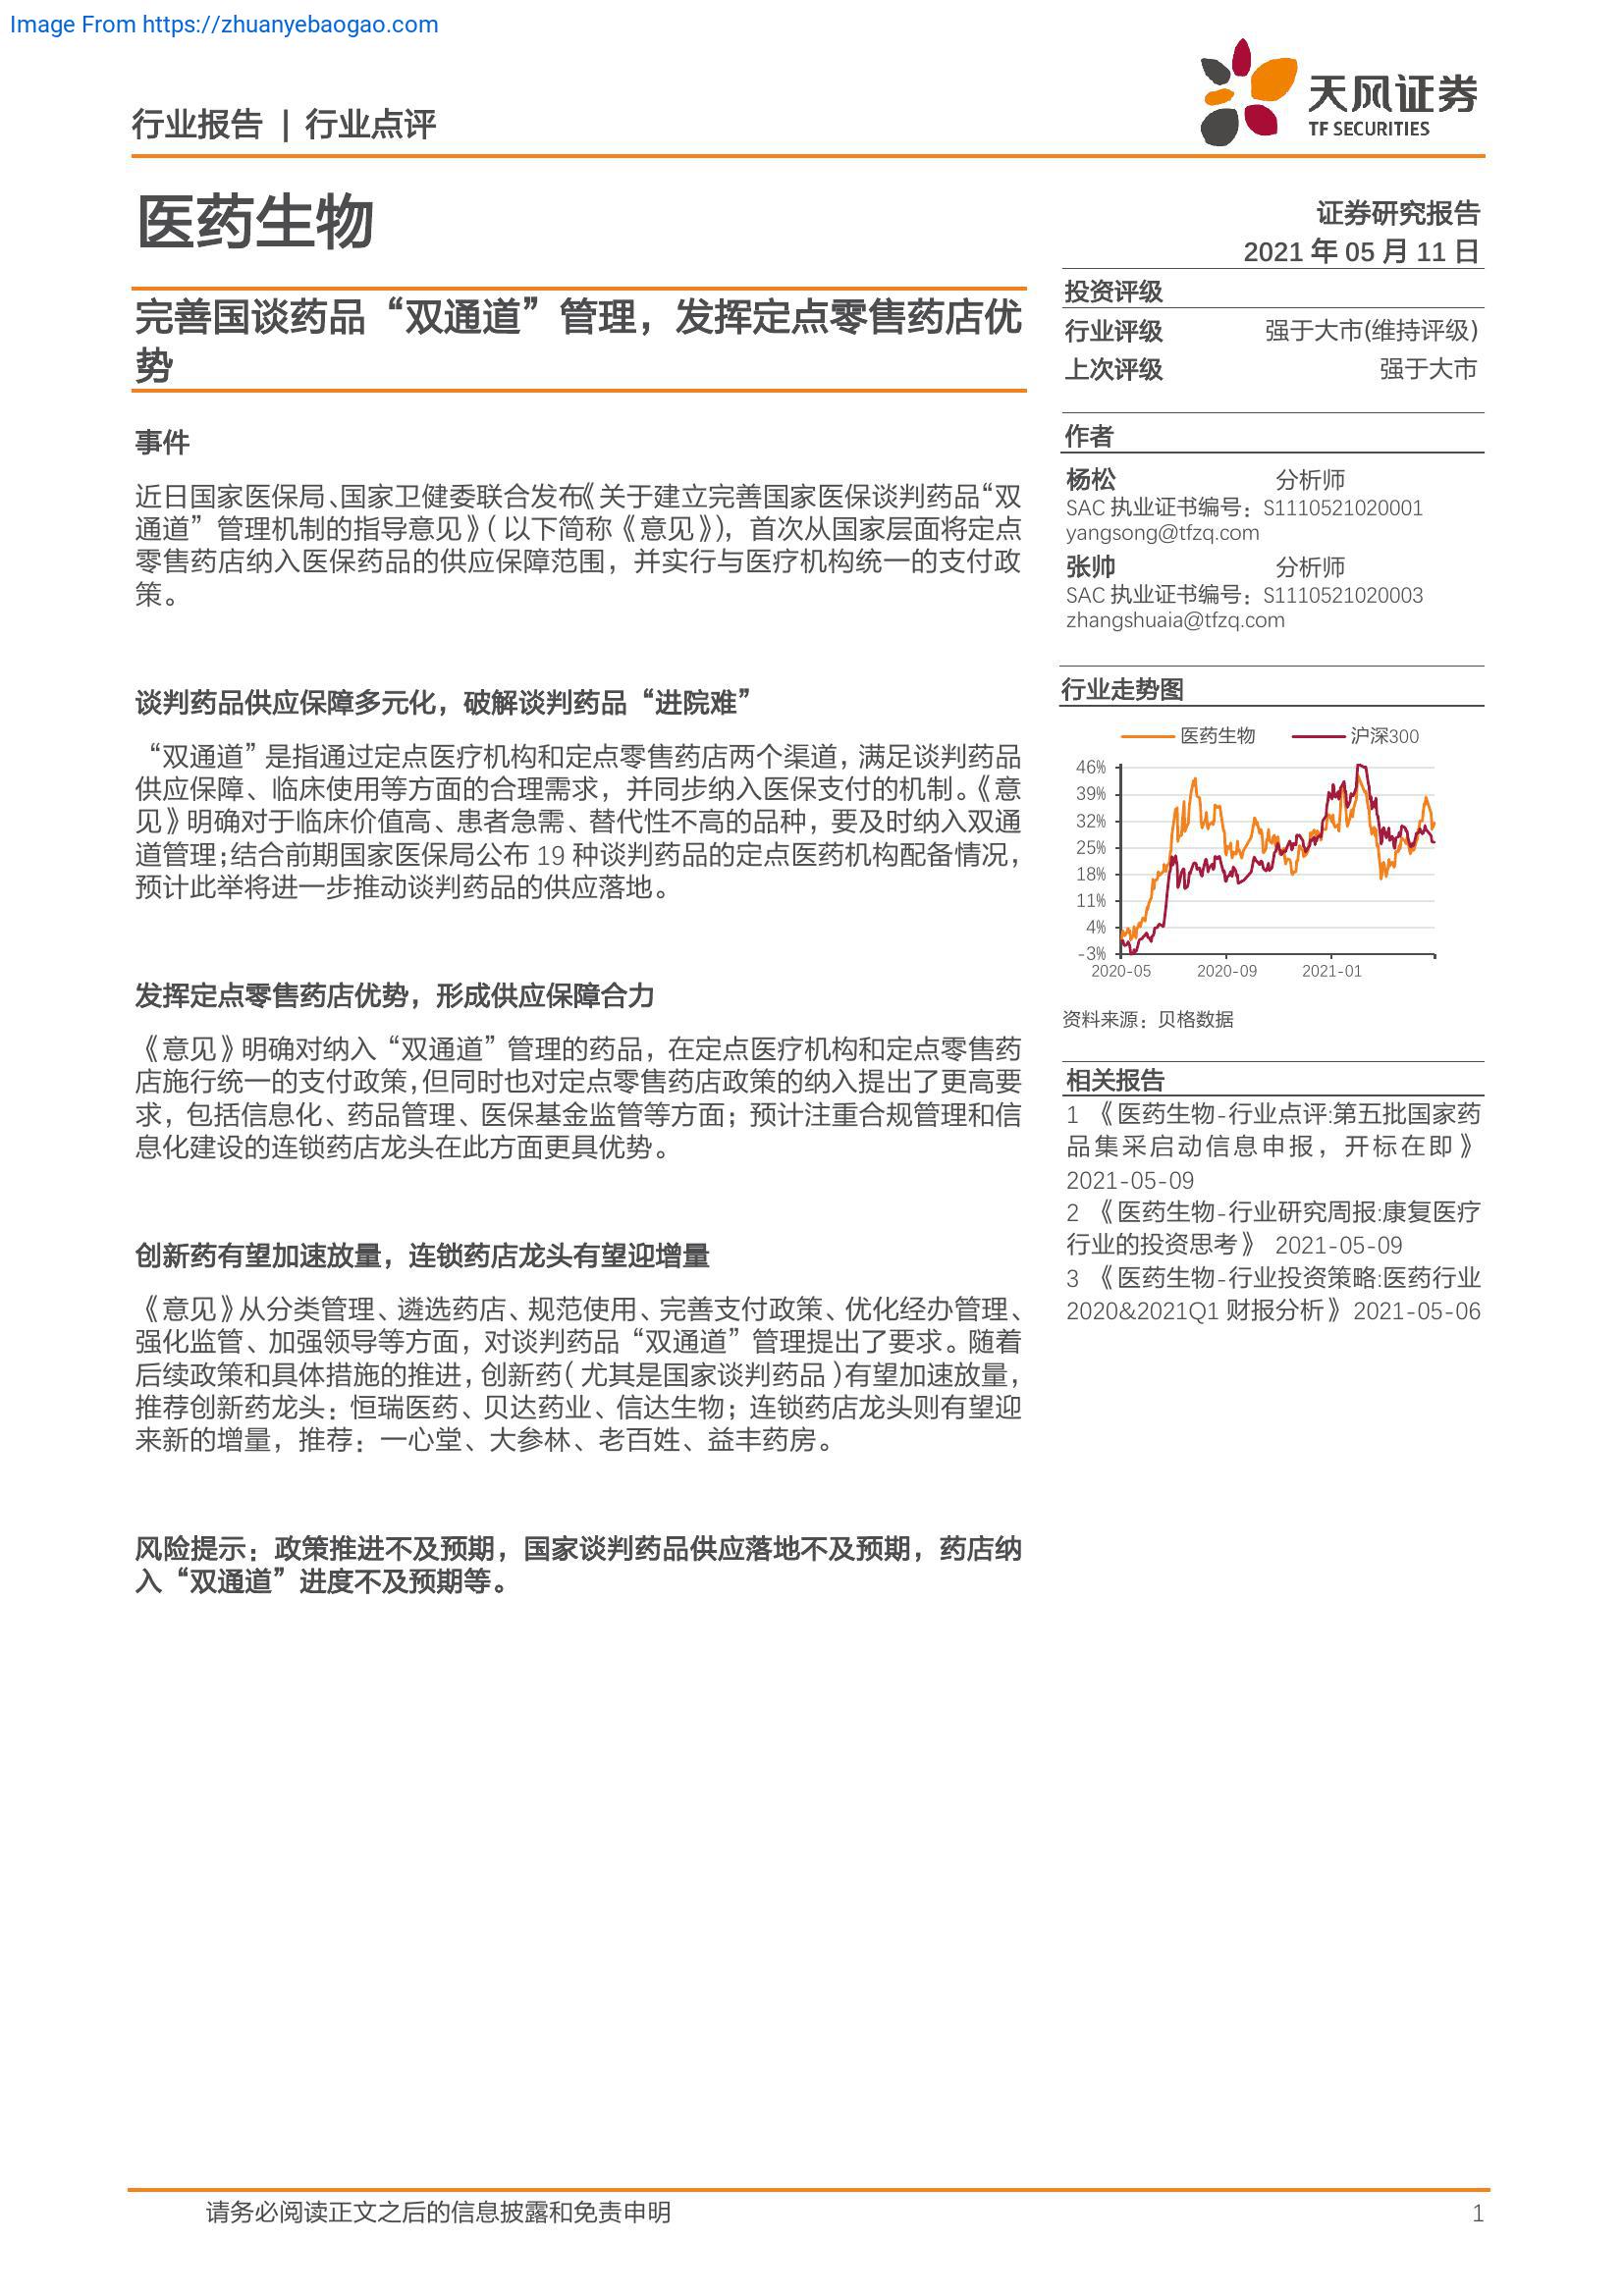 Image From https://zhuanyebaogao.com
行业报告 | 行业点评
天风证券
TF SECURITIES
医药生物
证券研究报告
2021 年 05 月 11 日
完善国谈药品“双通道”管理，发挥定点零售药店优
势
事件
近日国家医保局、国家卫健委联合发布《关于建立完善国家医保谈判药品“双
通道”管理机制的指导意见》（以下简称《意见》），首次从国家层面将定点
零售药店纳入医保药品的供应保障范围，并实行与医疗机构统一的支付政
策。
谈判药品供应保障多元化，破解谈判药品“进院难”
“双通道”是指通过定点医疗机构和定点零售药店两个渠道，满足谈判药品
供应保障、临床使用等方面的合理需求，并同步纳入医保支付的机制。《意
见》明确对于临床价值高、患者急需、替代性不高的品种，要及时纳入双通
道管理；结合前期国家医保局公布 19 种谈判药品的定点医药机构配备情况，
预计此举将进一步推动谈判药品的供应落地。
发挥定点零售药店优势，形成供应保障合力
《意见》明确对纳入“双通道”管理的药品，在定点医疗机构和定点零售药
店施行统一的支付政策，但同时也对定点零售药店政策的纳入提出了更高要
求，包括信息化、药品管理、医保基金监管等方面；预计注重合规管理和信
息化建设的连锁药店龙头在此方面更具优势。
创新药有望加速放量，连锁药店龙头有望迎增量
《意见》从分类管理、遴选药店、规范使用、完善支付政策、优化经办管理、
强化监管、加强领导等方面，对谈判药品“双通道”管理提出了要求。随着
后续政策和具体措施的推进，创新药（尤其是国家谈判药品）有望加速放量，
推荐创新药龙头：恒瑞医药、贝达药业、信达生物；连锁药店龙头则有望迎
来新的增量，推荐：一心堂、大参林、老百姓、益丰药房。
风险提示：政策推进不及预期，国家谈判药品供应落地不及预期，药店纳
入“双通道”进度不及预期等。
投资评级
行业评级 强于大市(维持评级)
上次评级 强于大市
作者
杨松 分析师
SAC 执业证书编号：S1110521020001
yangsong@tfzq.com
张帅 分析师
SAC 执业证书编号：S1110521020003
zhangshuaia@tfzq.com
行业走势图
医药生物 沪深300
46%
39%
32%
25%
18%
11%
4%
-3%
2020-05 2020-09 2021-01
资料来源：贝格数据
相关报告
1 《医药生物-行业点评:第五批国家药
品集采启动信息申报，开标在即》
2021-05-09
2 《医药生物-行业研究周报:康复医疗
行业的投资思考》 2021-05-09
3 《医药生物-行业投资策略:医药行业
2020&2021Q1 财报分析》 2021-05-06
请务必阅读正文之后的信息披露和免责申明 1